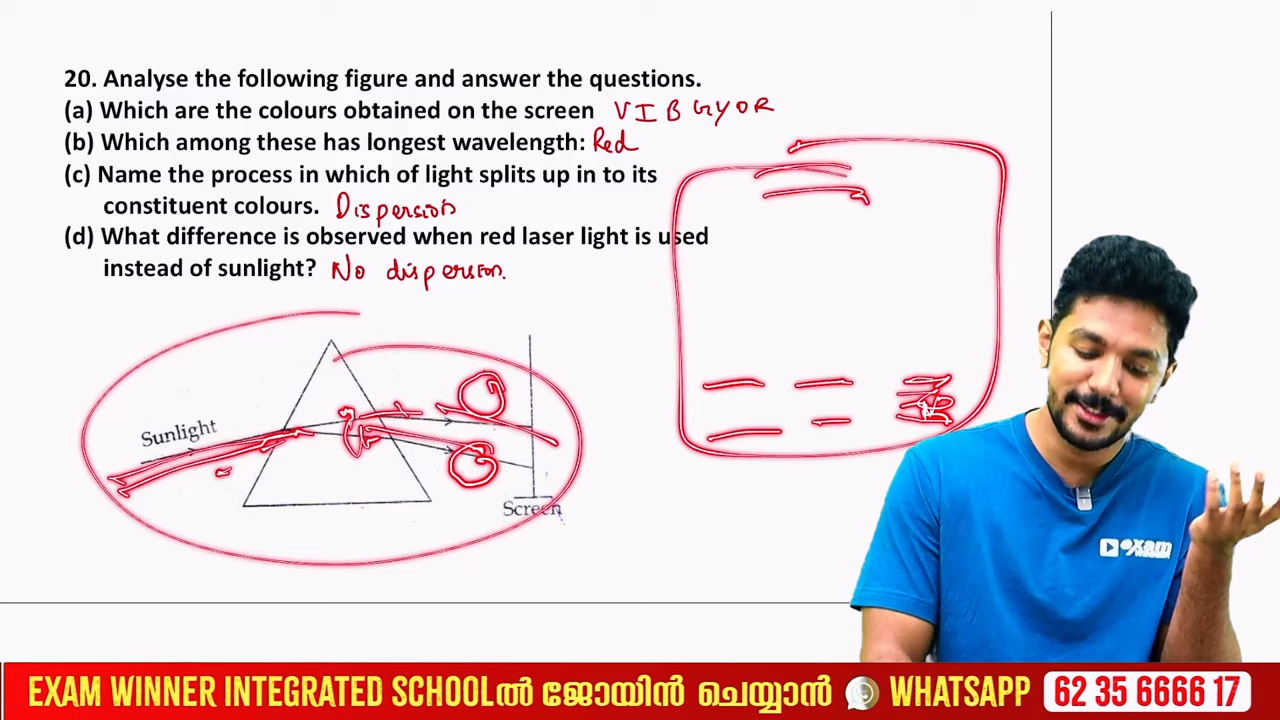 20. Analyse the following figure and answer the questions.
(a) Which are the colours obtained on the screen VIBGYOR
(b) Which among these has longest wavelength: Red
(c) Name the process in which of light splits up in to its
constituent colours. Dispersion
(d) What difference is observed when red laser light is used
instead of sunlight? No dispersion.
Sunlight
Screen
exam
EXAM WINNER INTEGRATED SCHOOLൽ ജോയിൻ ചെയ്യാൻ WHATSAPP 62 35 6666 17